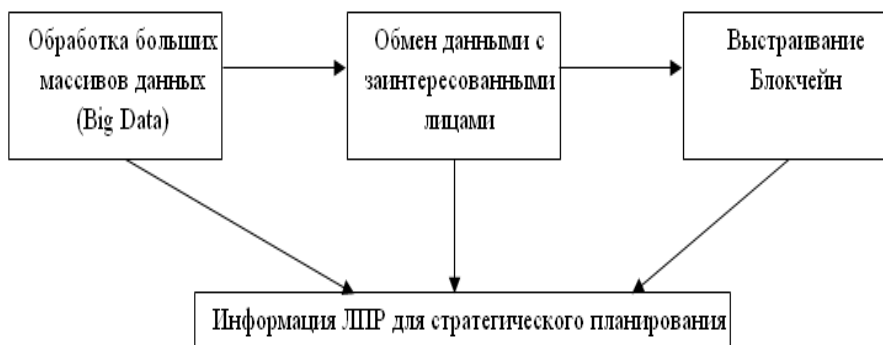 Обработка больших
массивов данных
(Big Data)
Обмен данными с
заинтересованными
лицами
Выстраивание
Блокчейн
Информация ЛПР для стратегического планирования